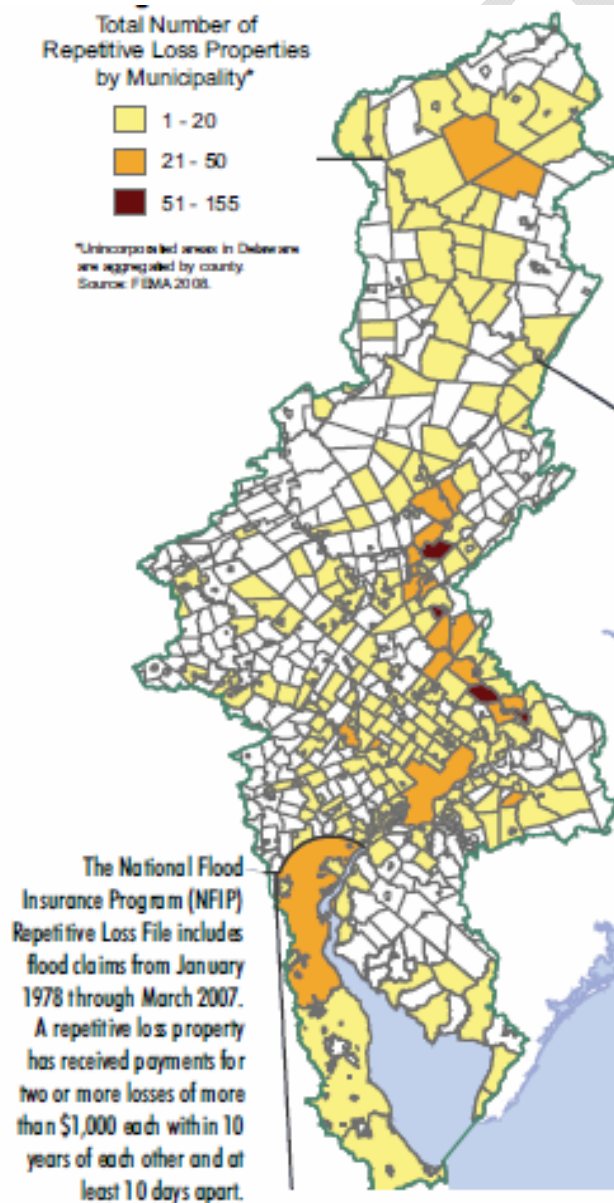 Total Number of
Repetitive Loss Properties
by Municipality*
1 - 20
21 - 50
51 - 155
*Unincorporated areas in Delaware
are aggregated by county.
Source: FEMA 2008.
The National Flood
Insurance Program (NFIP)
Repetitive Loss File includes
flood claims from January
1978 through March 2007.
A repetitive loss property
has received payments for
two or more losses of more
than $1,000 each within 10
years of each other and at
least 10 days apart.